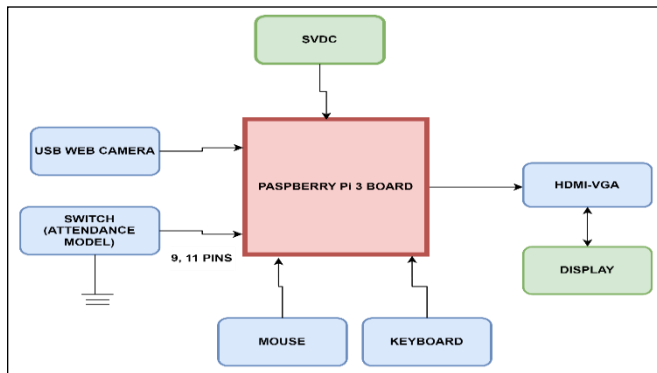 SVDC
USB WEB CAMERA
PASPBERRY Pi 3 BOARD
HDMI-VGA
SWITCH
(ATTENDANCE
MODEL)
9, 11 PINS
DISPLAY
MOUSE
KEYBOARD